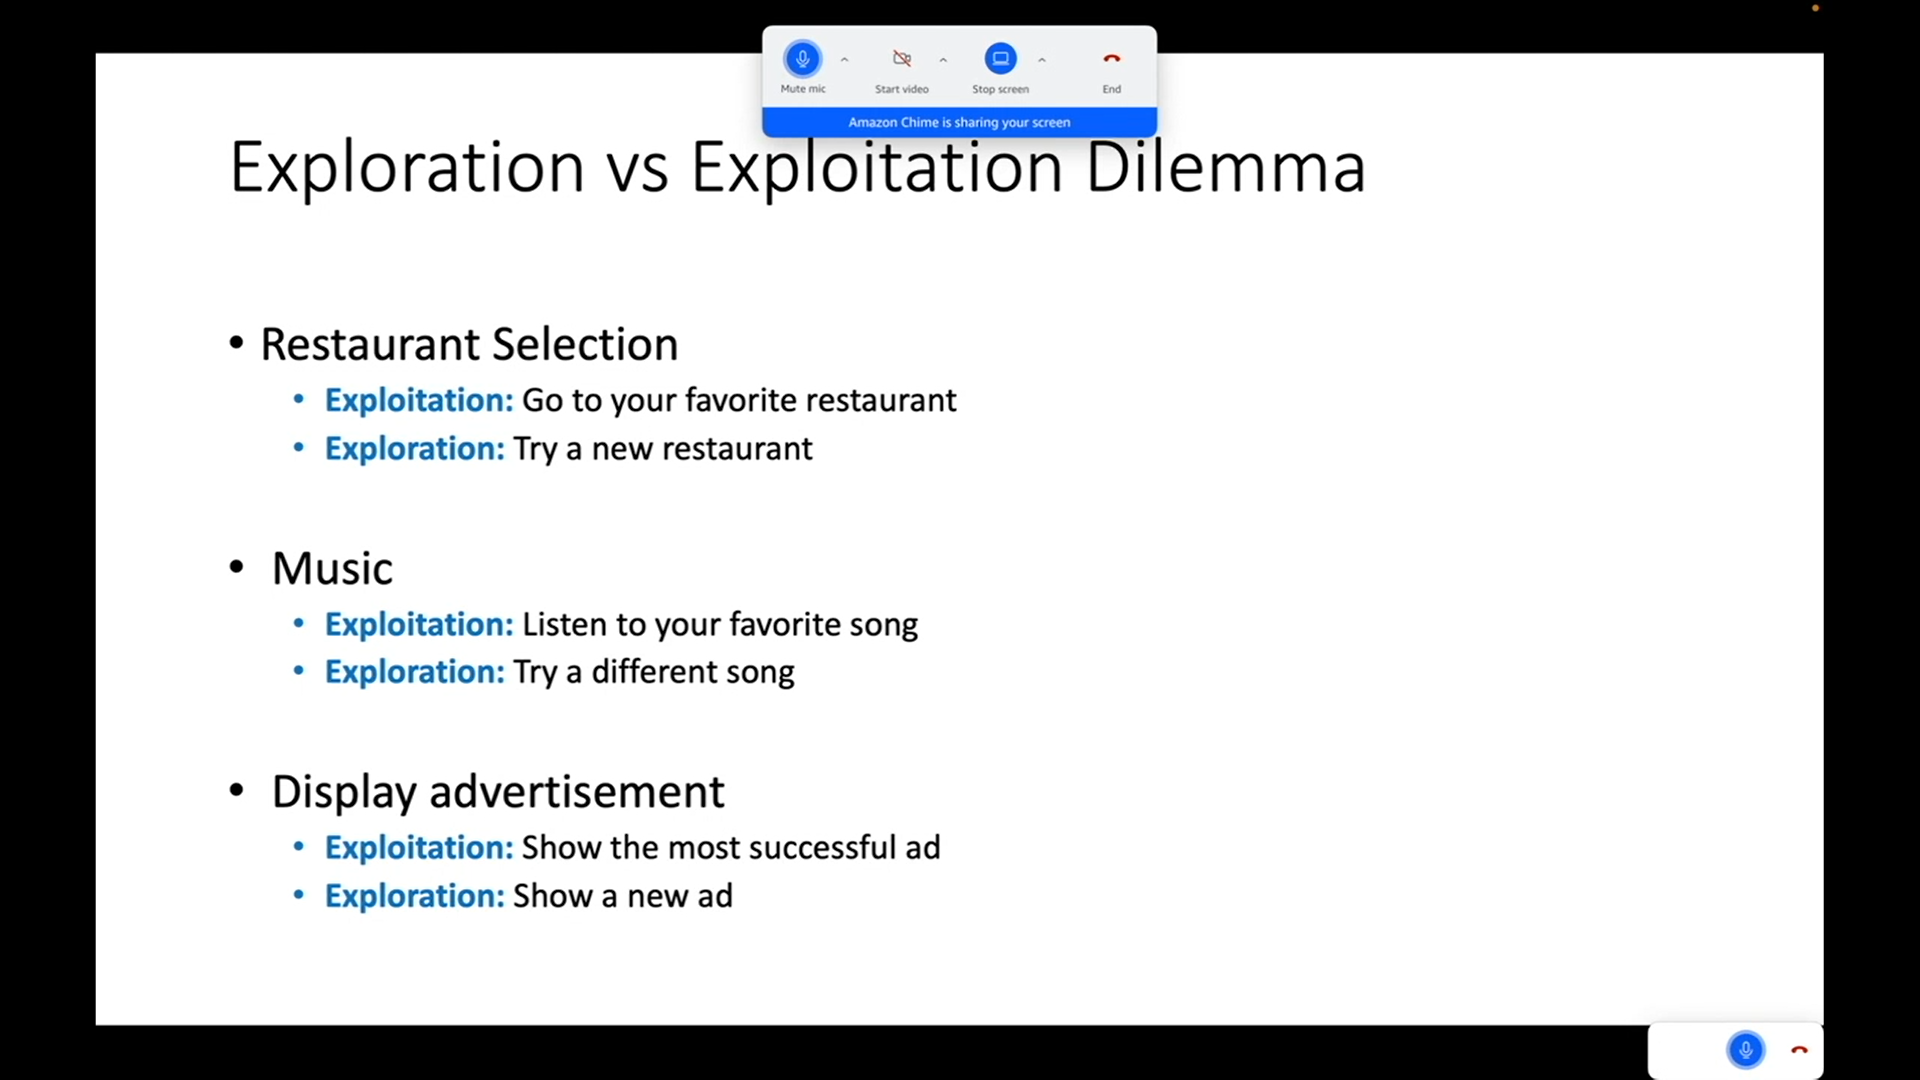 Mute mic
Start video
Stop screen
End
Amazon Chime is sharing your screen
Exploration vs Exploitation Dilemma
• Restaurant Selection
• Exploitation: Go to your favorite restaurant
• Exploration: Try a new restaurant
• Music
• Exploitation: Listen to your favorite song
• Exploration: Try a different song
• Display advertisement
• Exploitation: Show the most successful ad
• Exploration: Show a new ad